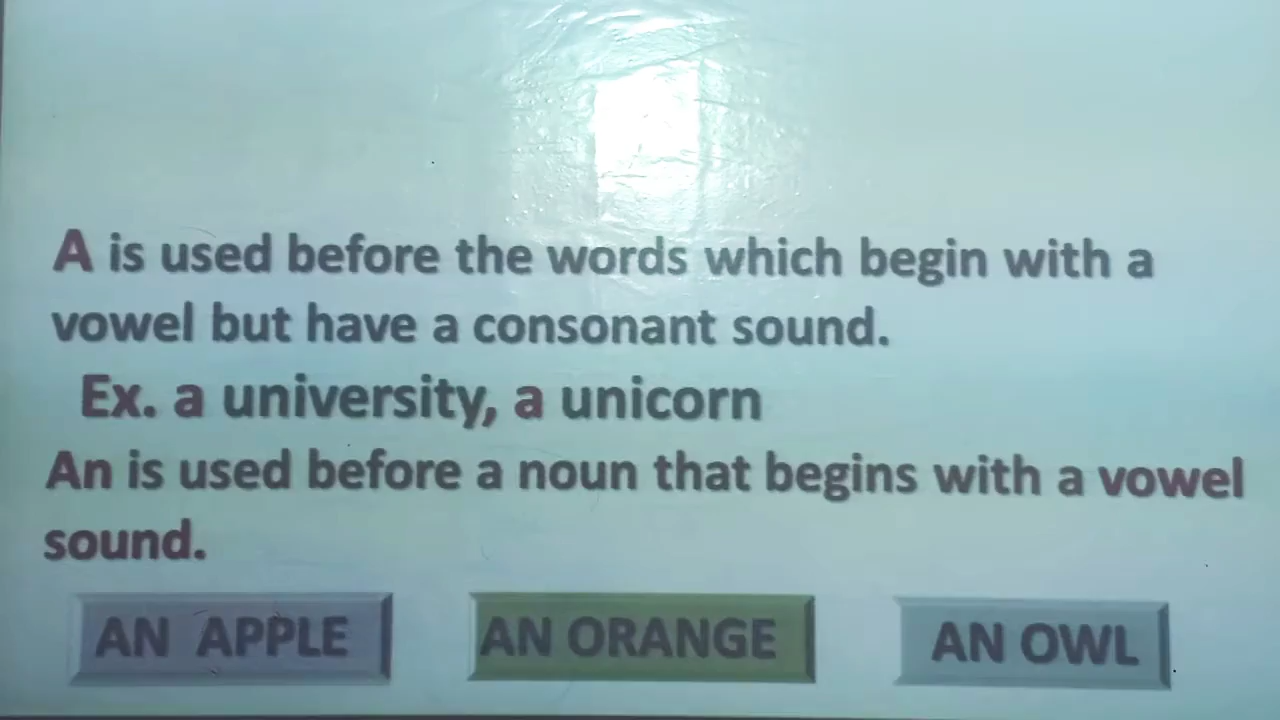 A is used before the words which begin with a
vowel but have a consonant sound.
Ex. a university, a unicorn
An is used before a noun that begins with a vowel
sound.
AN APPLE AN ORANGE AN OWL